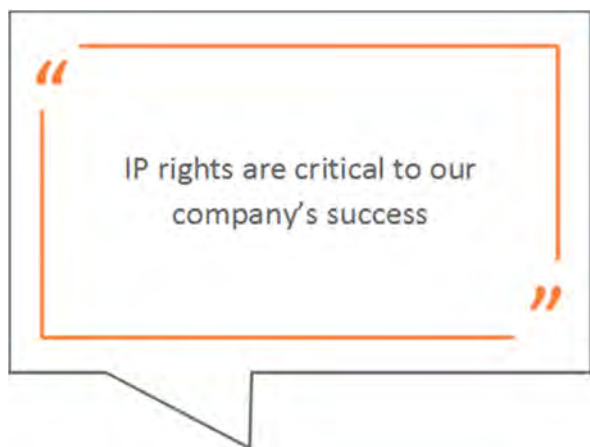 “
IP rights are critical to our
company’s success
”